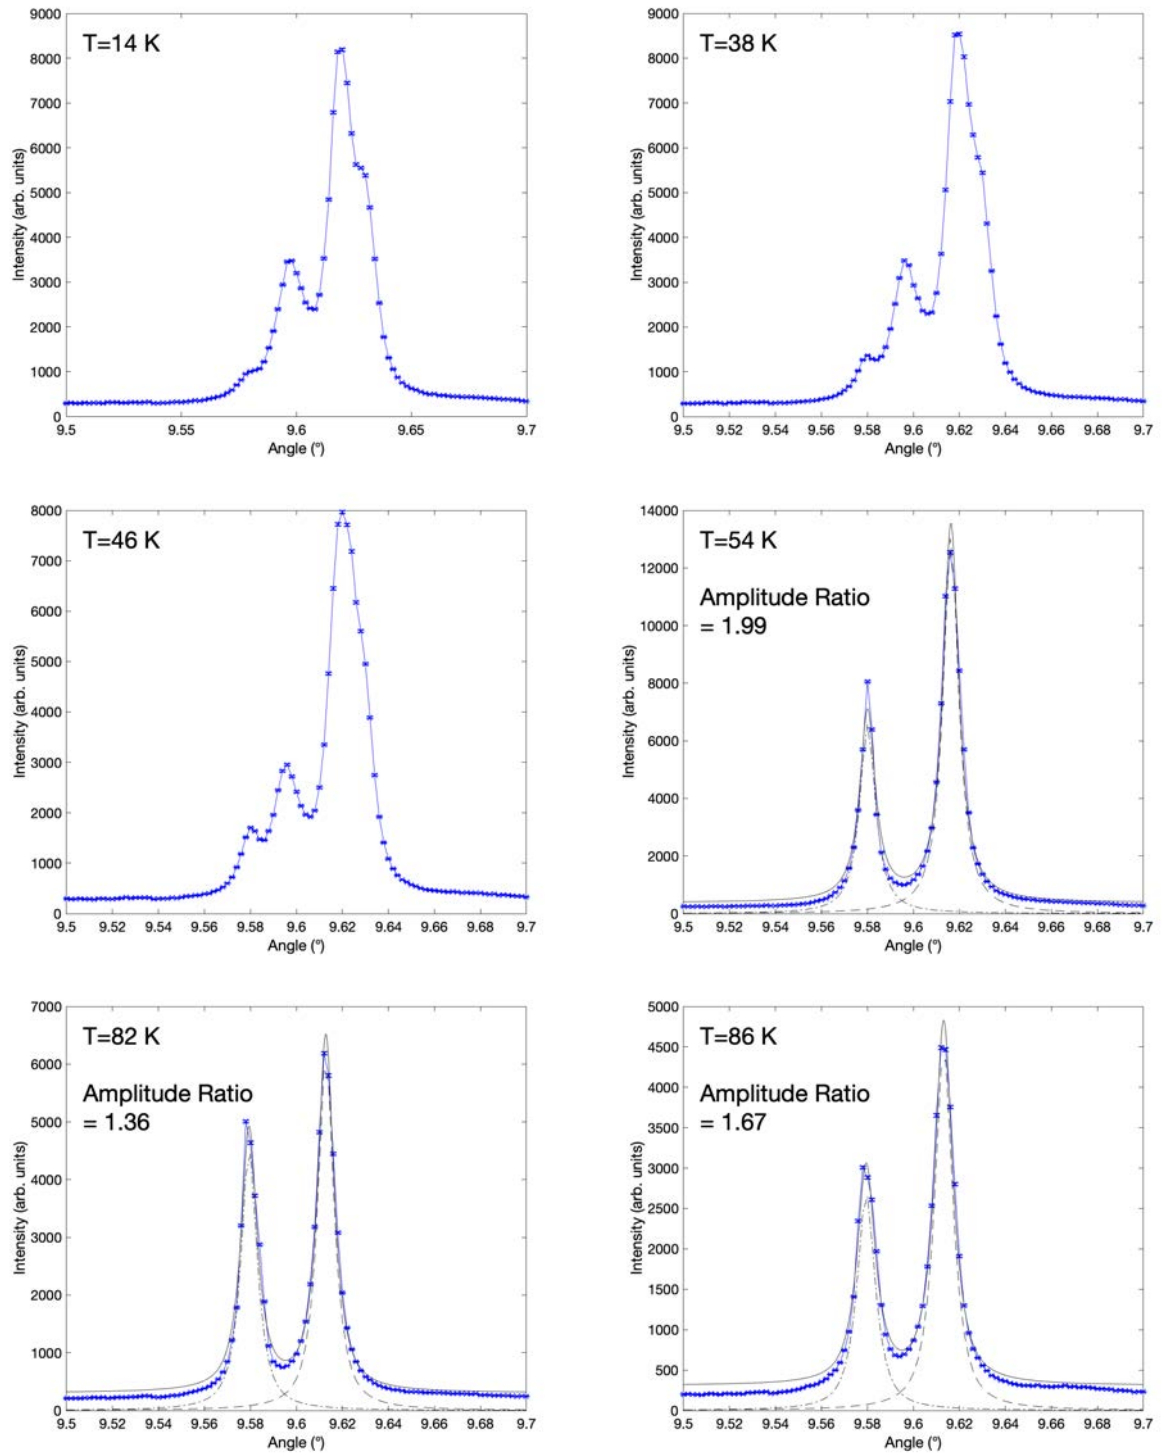 T=14 K
9000
8000
7000
6000
5000
4000
3000
2000
1000
0
Intensity (arb. units)
9.5 9.55 9.6 9.65 9.7
Angle (°)
T=38 K
9000
8000
7000
6000
5000
4000
3000
2000
1000
0
Intensity (arb. units)
9.5 9.52 9.54 9.56 9.58 9.6 9.62 9.64 9.66 9.68 9.7
Angle (°)
T=46 K
8000
7000
6000
5000
4000
3000
2000
1000
0
Intensity (arb. units)
9.5 9.52 9.54 9.56 9.58 9.6 9.62 9.64 9.66 9.68 9.7
Angle (°)
T=54 K
Amplitude Ratio
= 1.99
14000
12000
10000
8000
6000
4000
2000
0
Intensity (arb. units)
9.5 9.52 9.54 9.56 9.58 9.6 9.62 9.64 9.66 9.68 9.7
Angle (°)
T=82 K
Amplitude Ratio
= 1.36
7000
6000
5000
4000
3000
2000
1000
0
Intensity (arb. units)
9.5 9.52 9.54 9.56 9.58 9.6 9.62 9.64 9.66 9.68 9.7
Angle (°)
T=86 K
Amplitude Ratio
= 1.67
5000
4500
4000
3500
3000
2500
2000
1500
1000
500
0
Intensity (arb. units)
9.5 9.52 9.54 9.56 9.58 9.6 9.62 9.64 9.66 9.68 9.7
Angle (°)